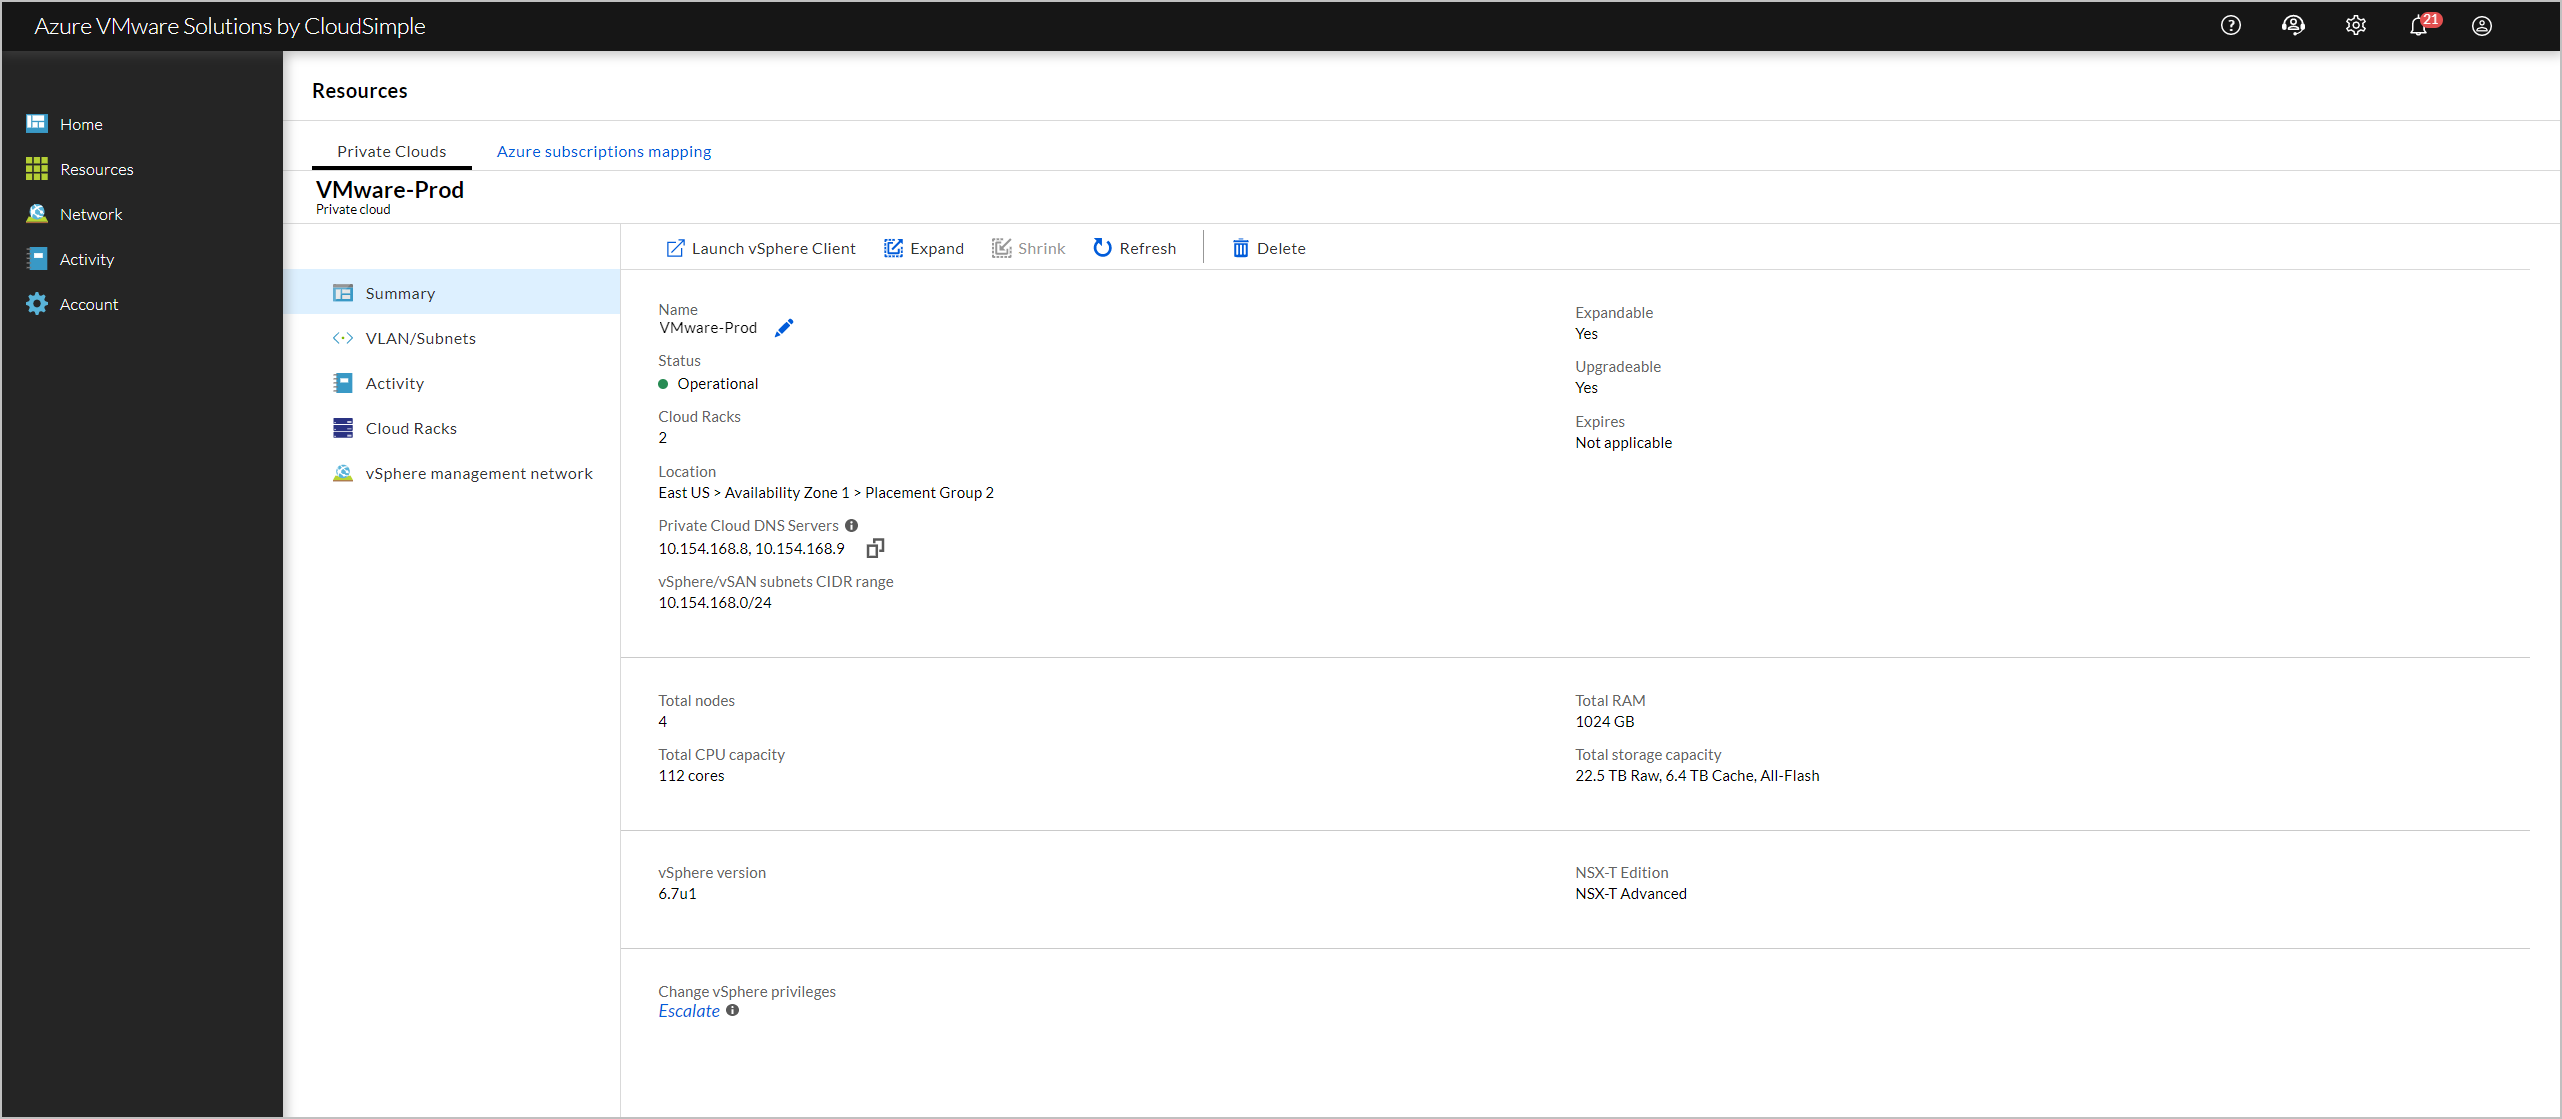 Azure VMware Solutions by CloudSimple
21
Home
Resources
Network
Activity
Account
Resources
Private Clouds
Azure subscriptions mapping
VMware-Prod
Private cloud
Summary
VLAN/Subnets
Activity
Cloud Racks
vSphere management network
Launch vSphere Client
Expand
Shrink
Refresh
Delete
Name
VMware-Prod
Status
Operational
Cloud Racks
2
Location
East US > Availability Zone 1 > Placement Group 2
Private Cloud DNS Servers
10.154.168.8, 10.154.168.9
vSphere/vSAN subnets CIDR range
10.154.168.0/24
Expandable
Yes
Upgradeable
Yes
Expires
Not applicable
Total nodes
4
Total CPU capacity
112 cores
Total RAM
1024 GB
Total storage capacity
22.5 TB Raw, 6.4 TB Cache, All-Flash
vSphere version
6.7u1
NSX-T Edition
NSX-T Advanced
Change vSphere privileges
Escalate